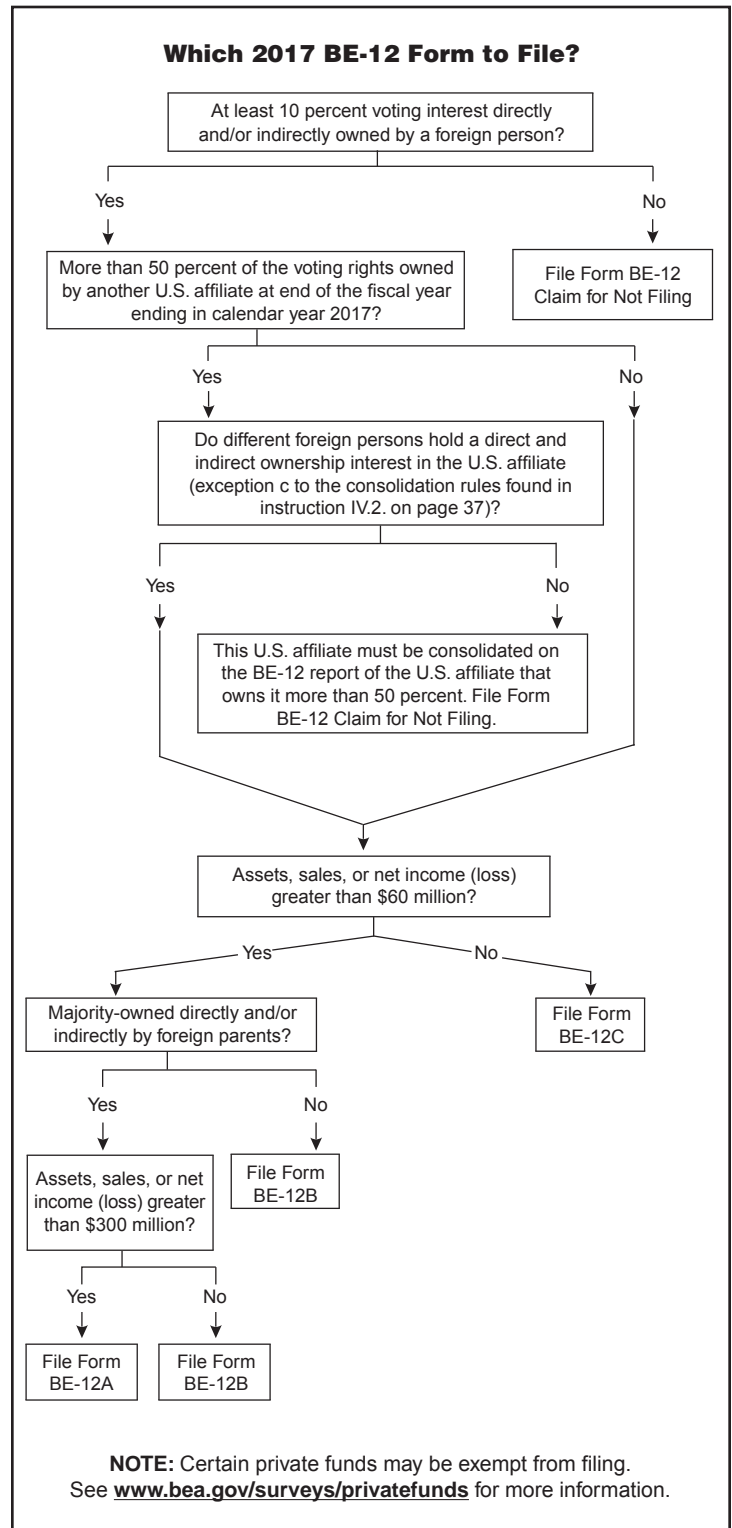 Which 2017 BE-12 Form to File?
At least 10 percent voting interest directly
and/or indirectly owned by a foreign person?
Yes
No
More than 50 percent of the voting rights owned
by another U.S. affiliate at end of the fiscal year
ending in calendar year 2017?
File Form BE-12
Claim for Not Filing
Yes
No
Do different foreign persons hold a direct and
indirect ownership interest in the U.S. affiliate
(exception c to the consolidation rules found in
instruction IV.2. on page 37)?
Yes
No
This U.S. affiliate must be consolidated on
the BE-12 report of the U.S. affiliate that
owns it more than 50 percent. File Form
BE-12 Claim for Not Filing.
Assets, sales, or net income (loss)
greater than $60 million?
Yes
No
Majority-owned directly and/or
indirectly by foreign parents?
File Form
BE-12C
Yes
No
Assets, sales, or net
income (loss) greater
than $300 million?
File Form
BE-12B
Yes
No
File Form
BE-12A
File Form
BE-12B
NOTE: Certain private funds may be exempt from filing.
See www.bea.gov/surveys/privatefunds for more information.